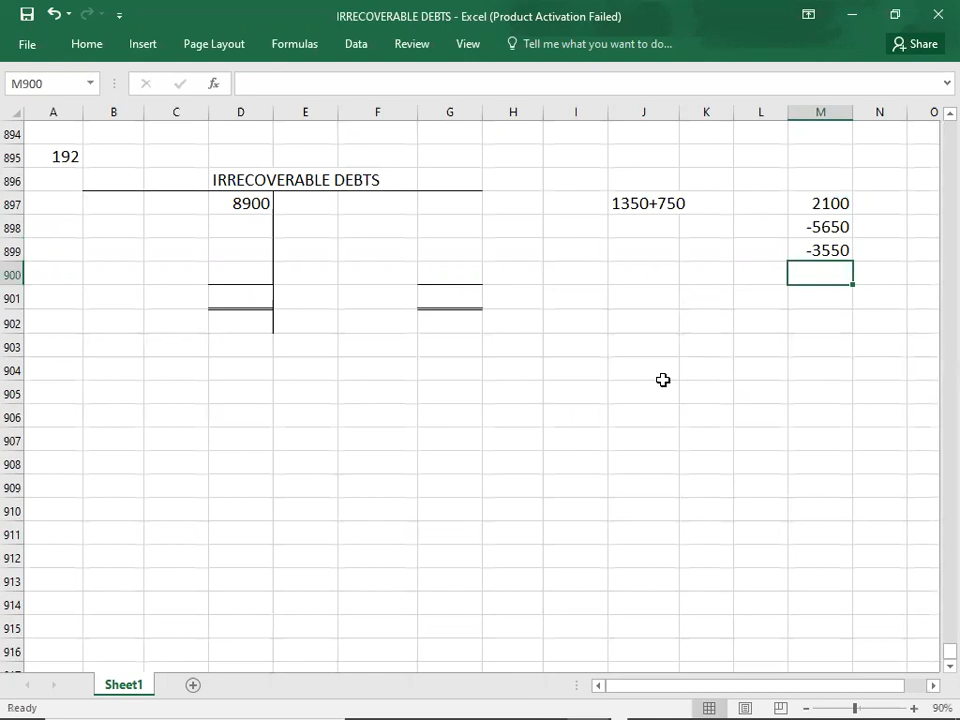 IRRECOVERABLE DEBTS - Excel (Product Activation Failed)
File Home Insert Page Layout Formulas Data Review View Tell me what you want to do... Share
M900 fx
A B C D E F G H I J K L M N O
894
895 192
896 IRRECOVERABLE DEBTS
897 8900 1350+750 2100
898 -5650
899 -3550
900
901
902
903
904
905
906
907
908
909
910
911
912
913
914
915
916
Sheet1
Ready 90%